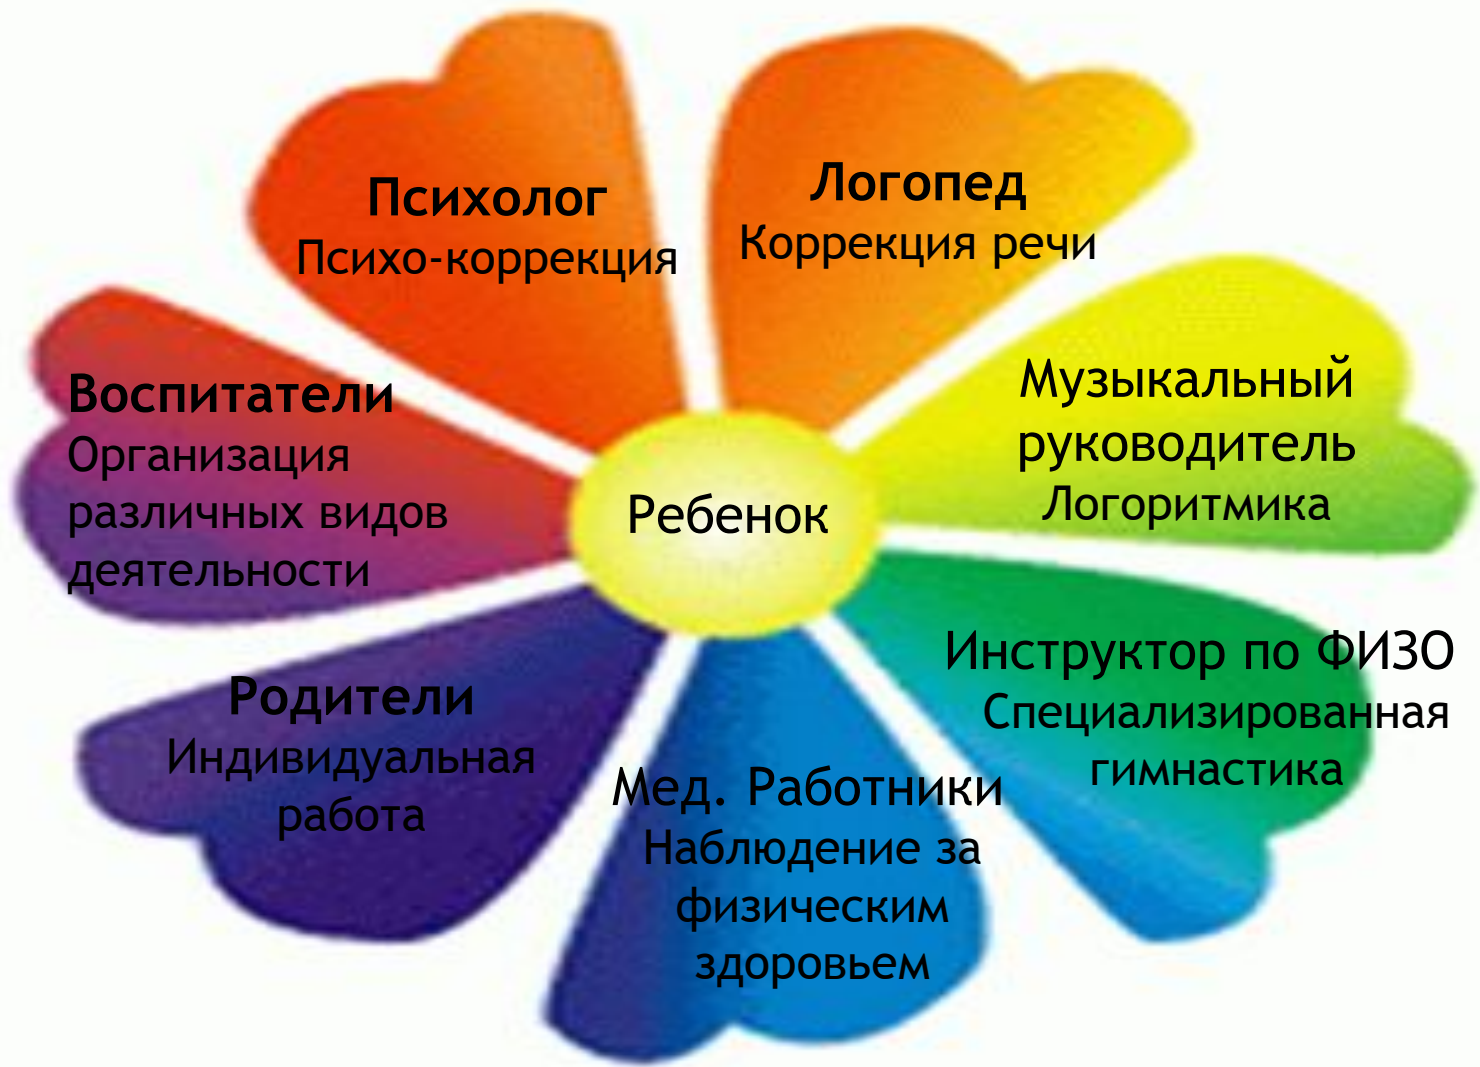 Психолог
Психо-коррекция
Логопед
Коррекция речи
Воспитатели
Организация
различных видов
деятельности
Ребенок
Музыкальный
руководитель
Логоритмика
Родители
Индивидуальная
работа
Мед. Работники
Наблюдение за
физическим
здоровьем
Инструктор по ФИЗО
Специализированная
гимнастика